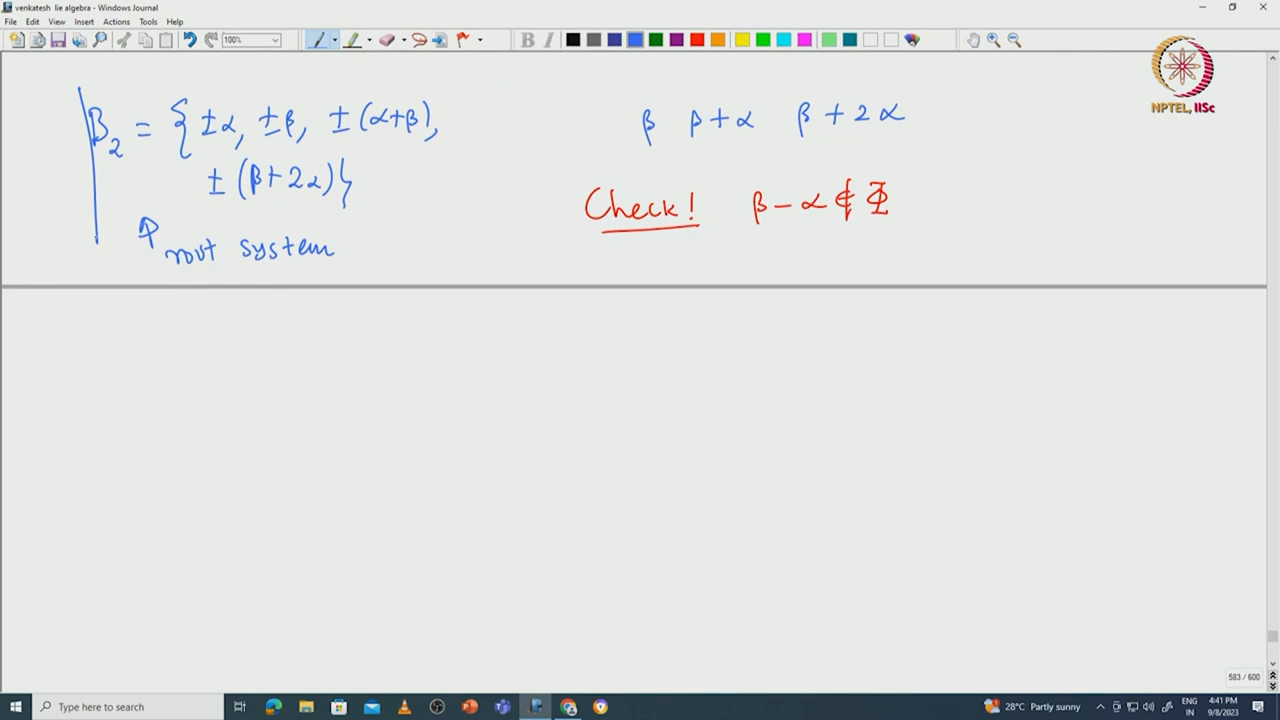 venkatesh lie algebra - Windows Journal
File Edit View Insert Actions Tools Help
100%
B I
NPTEL, IISc
B₂ = { ±α, ±β, ±(α+β),
± (β+2α)}
↑
root system
β β+α β+2α
Check! β-α ∉ Φ
583 / 600
Type here to search
28°C Partly sunny
ENG
IN
4:41 PM
9/8/2023